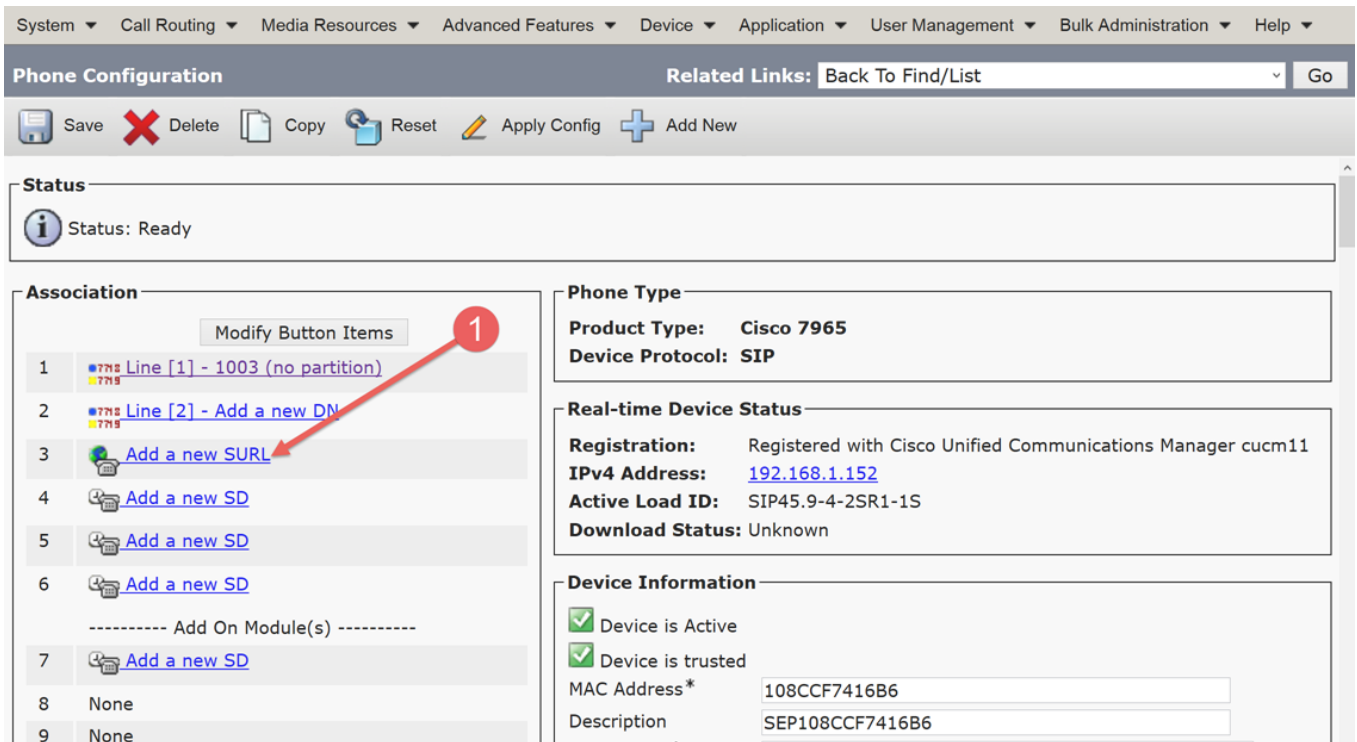 System Call Routing Media Resources Advanced Features Device Application User Management Bulk Administration Help
Phone Configuration Related Links: Back To Find/List Go
Save Delete Copy Reset Apply Config Add New
Status
Status: Ready
Association
Modify Button Items
1
1 Line [1] - 1003 (no partition)
2 Line [2] - Add a new DN
3 Add a new SURL
4 Add a new SD
5 Add a new SD
6 Add a new SD
---------- Add On Module(s) ----------
7 Add a new SD
8 None
9 None
Phone Type
Product Type: Cisco 7965
Device Protocol: SIP
Real-time Device Status
Registration: Registered with Cisco Unified Communications Manager cucm11
IPv4 Address: 192.168.1.152
Active Load ID: SIP45.9-4-2SR1-1S
Download Status: Unknown
Device Information
Device is Active
Device is trusted
MAC Address* 108CCF7416B6
Description SEP108CCF7416B6